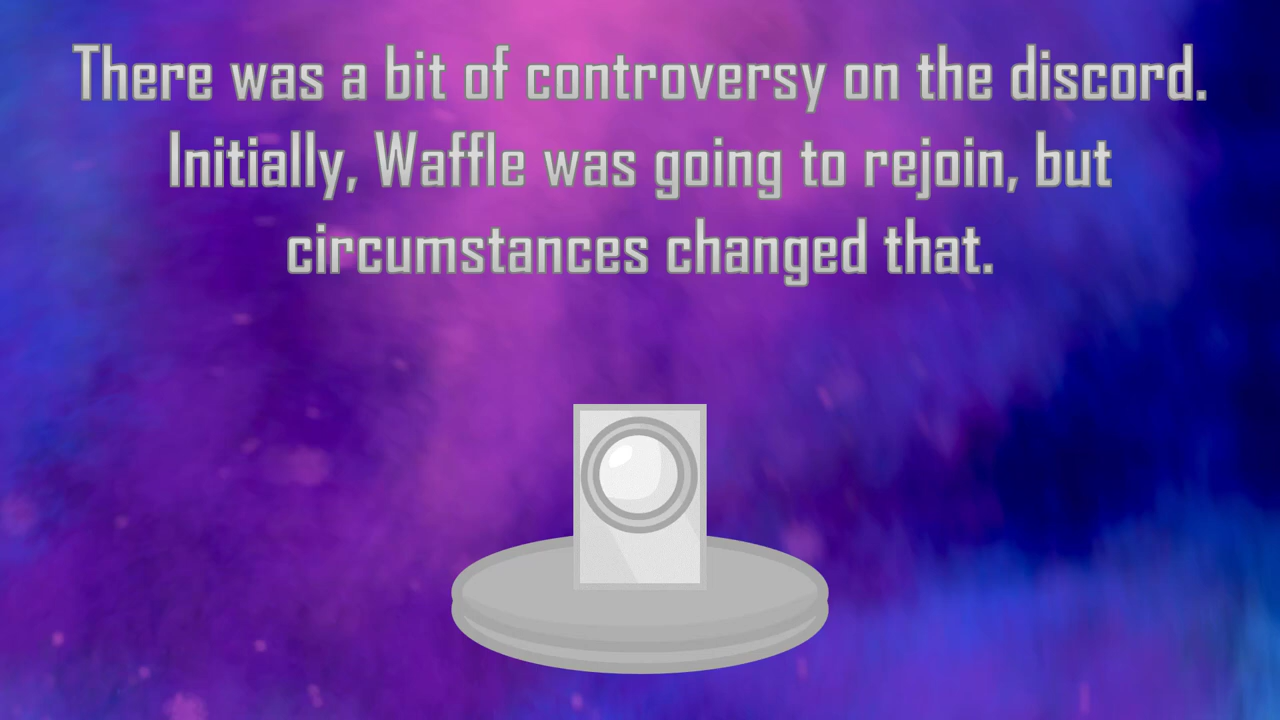 There was a bit of controversy on the discord.
Initially, Waffle was going to rejoin, but
circumstances changed that.